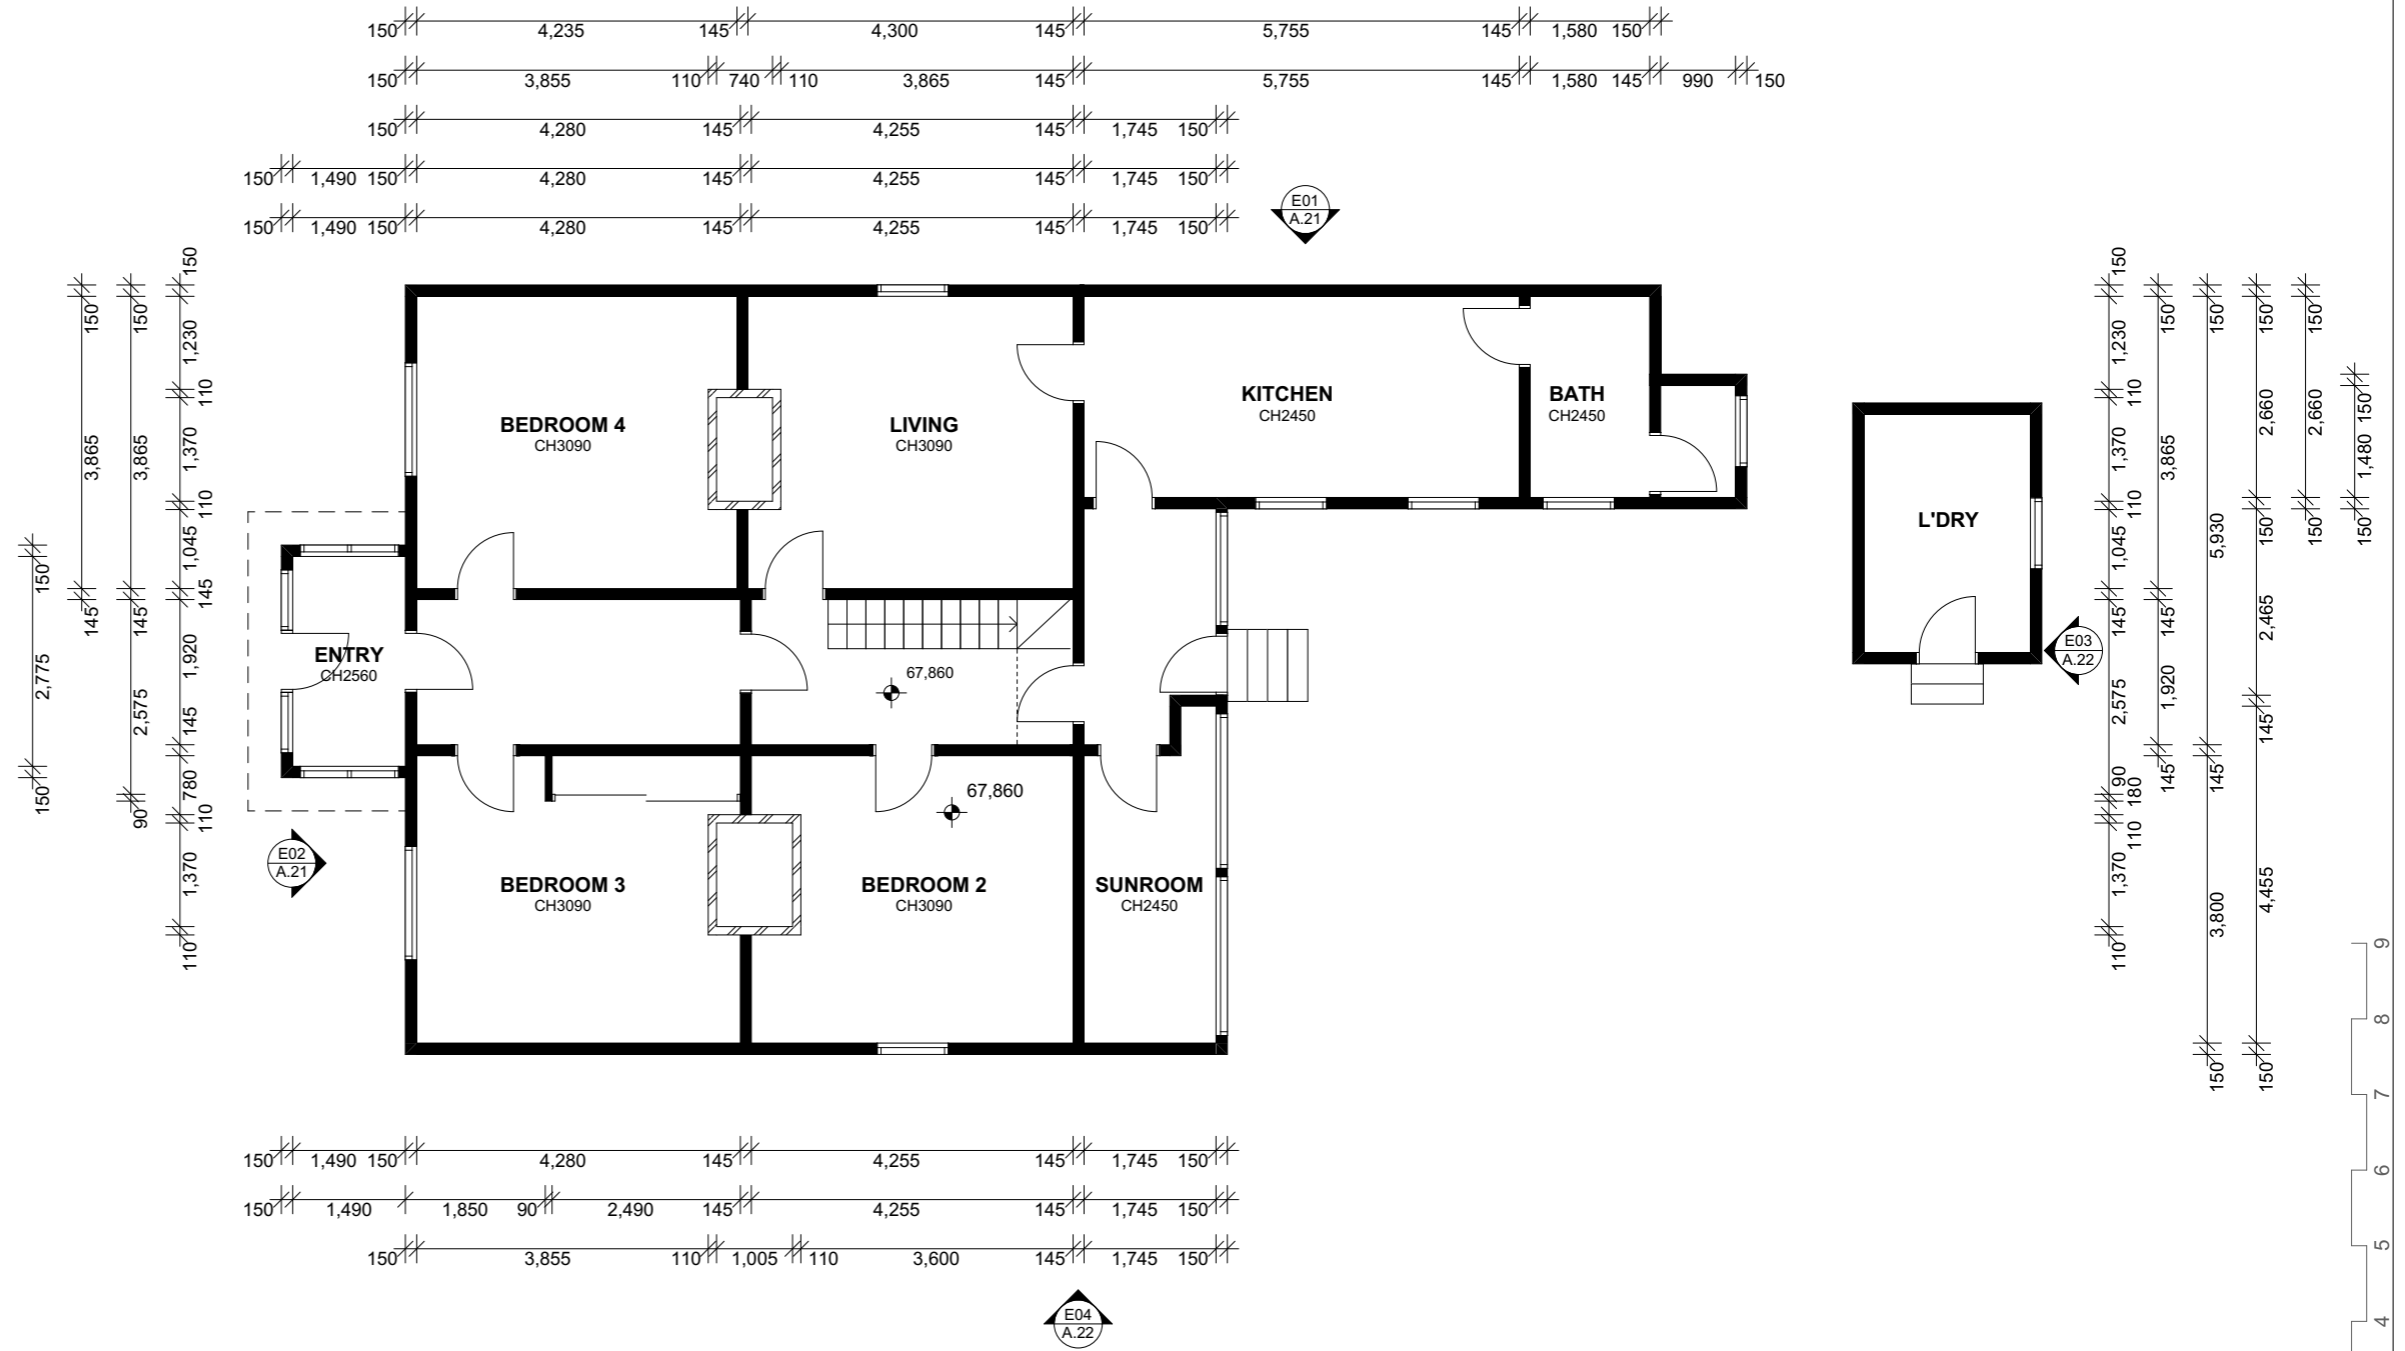 150 4,235 145 4,300 145 5,755 145 1,580 150
150 3,855 110 740 110 3,865 145 5,755 145 1,580 145 990 150
150 4,280 145 4,255 145 1,745 150
150 1,490 150 4,280 145 4,255 145 1,745 150
150 1,490 150 4,280 145 4,255 145 1,745 150
E01
A.21
150 2,775 150
150 3,865 145
150 3,865 145 2,575 90
150 1,230 110 1,370 110 1,045 145 1,920 145 780 110 1,370 110
BEDROOM 4
CH3090
LIVING
CH3090
KITCHEN
CH2450
BATH
CH2450
L'DRY
ENTRY
CH2560
67,860
67,860
BEDROOM 3
CH3090
BEDROOM 2
CH3090
SUNROOM
CH2450
E02
A.21
E03
A.22
150 1,230 110 1,370 110 1,045 145 2,575 90 180 110 1,370 110
150 3,865 145 1,920 145
150 5,930 145 3,800 150
150 2,660 150 2,465 145 4,455 150
150 2,660 150
150 1,480 150
9
8
7
6
5
4
150 1,490 150 4,280 145 4,255 145 1,745 150
150 1,490 1,850 90 2,490 145 4,255 145 1,745 150
150 3,855 110 1,005 110 3,600 145 1,745 150
E04
A.22